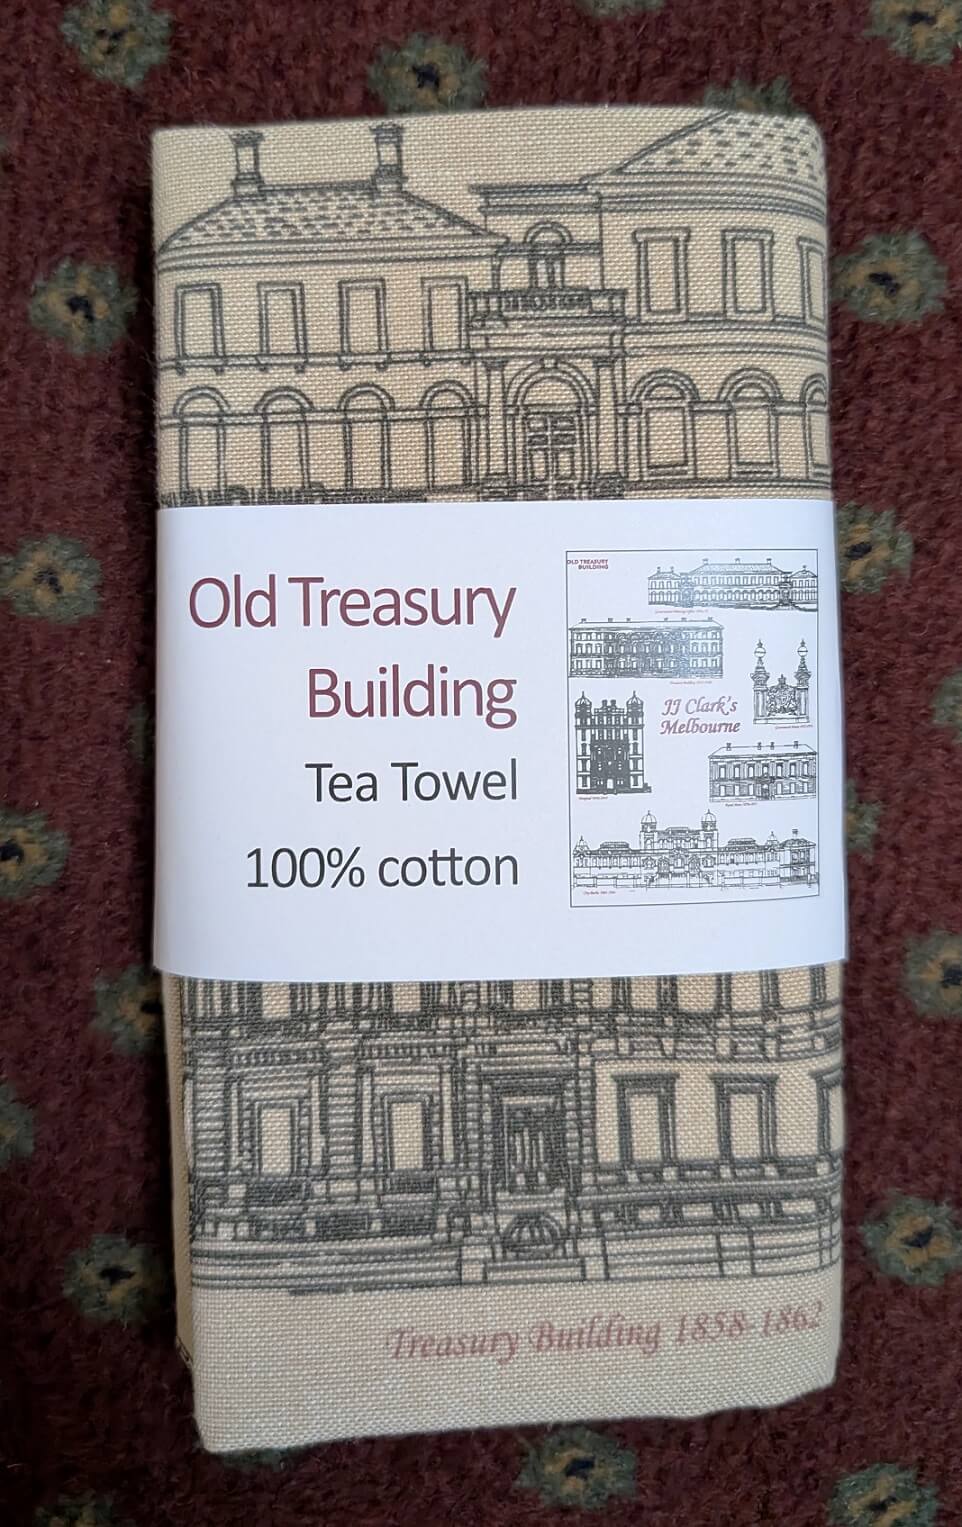 Old Treasury
Building
Tea Towel
100% cotton
OLD TREASURY
BUILDING
JJ Clark's
Melbourne
Treasury Building 1858-1862